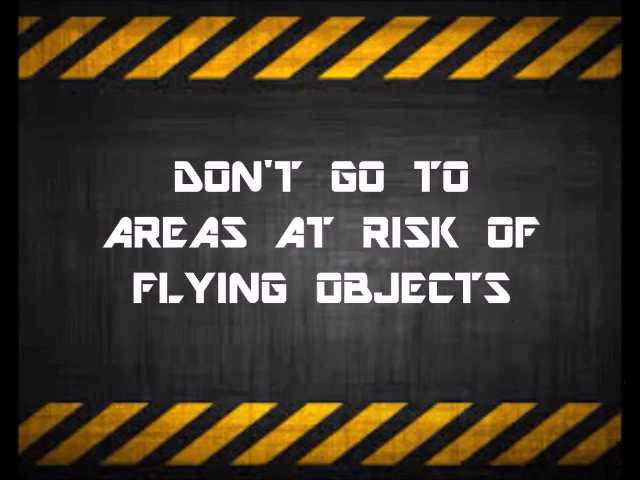 DON'T GO TO
AREAS AT RISK OF
FLYING OBJECTS